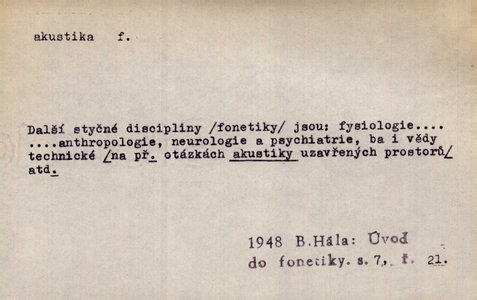 akustika f.
Další styčné discipliny /fonetiky/ jsou: fysiologie....
....anthropologie, neurologie a psychiatrie, ba i vědy
technické /na př. otázkách akustiky uzavřených prostorů/
atd.
1948 B.Hála: Úvod
do fonetiky. s. 7, ř. 21.